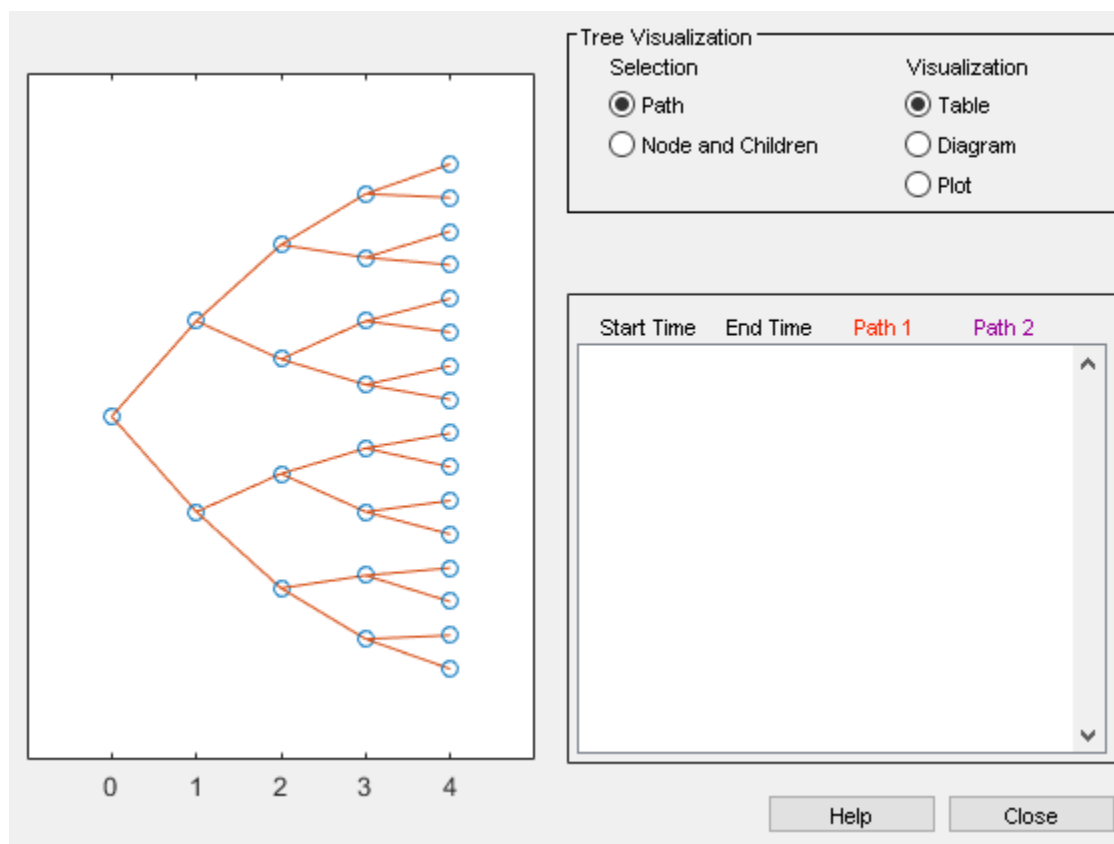 Tree Visualization
Selection
Visualization
Path
Table
Node and Children
Diagram
Plot
Start Time End Time Path 1 Path 2
0 1 2 3 4
Help Close